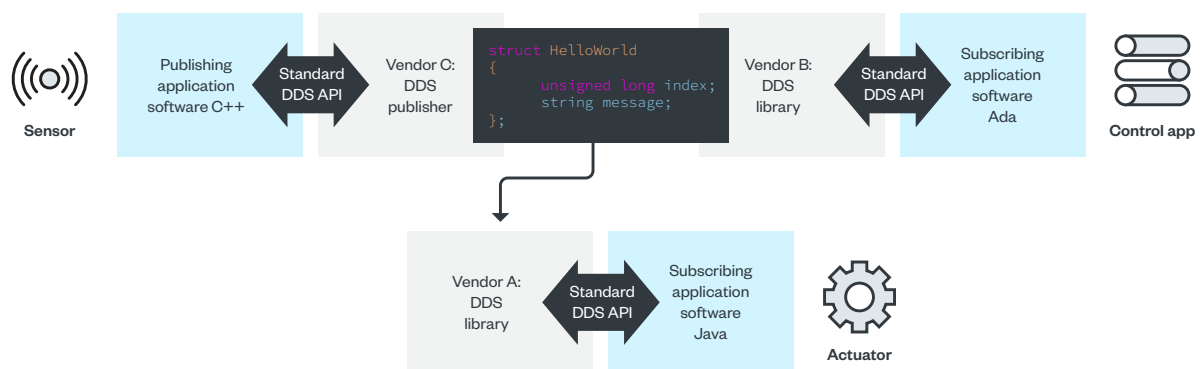 Sensor
Publishing
application
software C++
Standard
DDS API
Vendor C:
DDS
publisher
struct HelloWorld
{
unsigned long index;
string message;
};
Vendor B:
DDS
library
Standard
DDS API
Subscribing
application
software
Ada
Control app
Vendor A:
DDS
library
Standard
DDS API
Subscribing
application
software
Java
Actuator